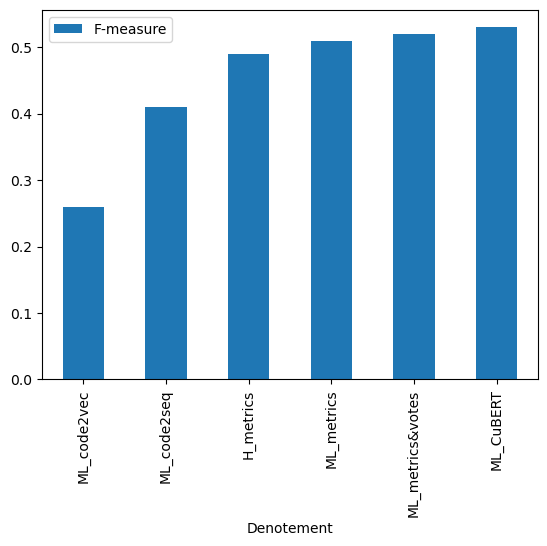 F-measure
0.5
0.4
0.3
0.2
0.1
0.0
ML_code2vec
ML_code2seq
H_metrics
ML_metrics
ML_metrics&votes
ML_CuBERT
Denotement